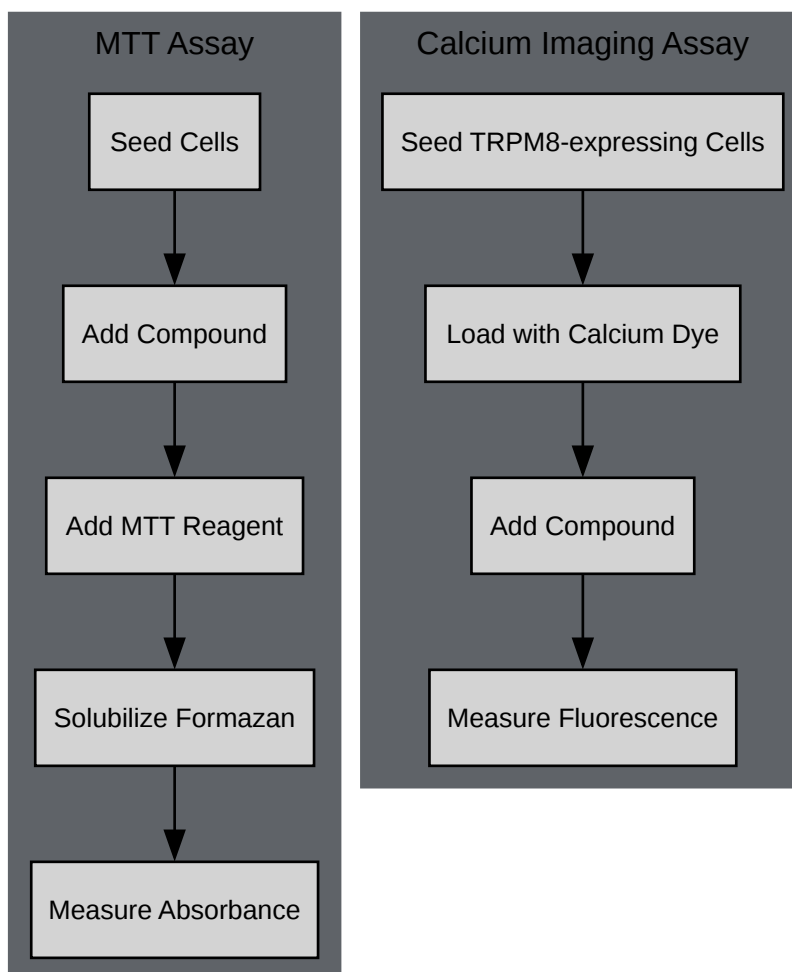 MTT Assay
Seed Cells
Add Compound
Add MTT Reagent
Solubilize Formazan
Measure Absorbance
Calcium Imaging Assay
Seed TRPM8-expressing Cells
Load with Calcium Dye
Add Compound
Measure Fluorescence